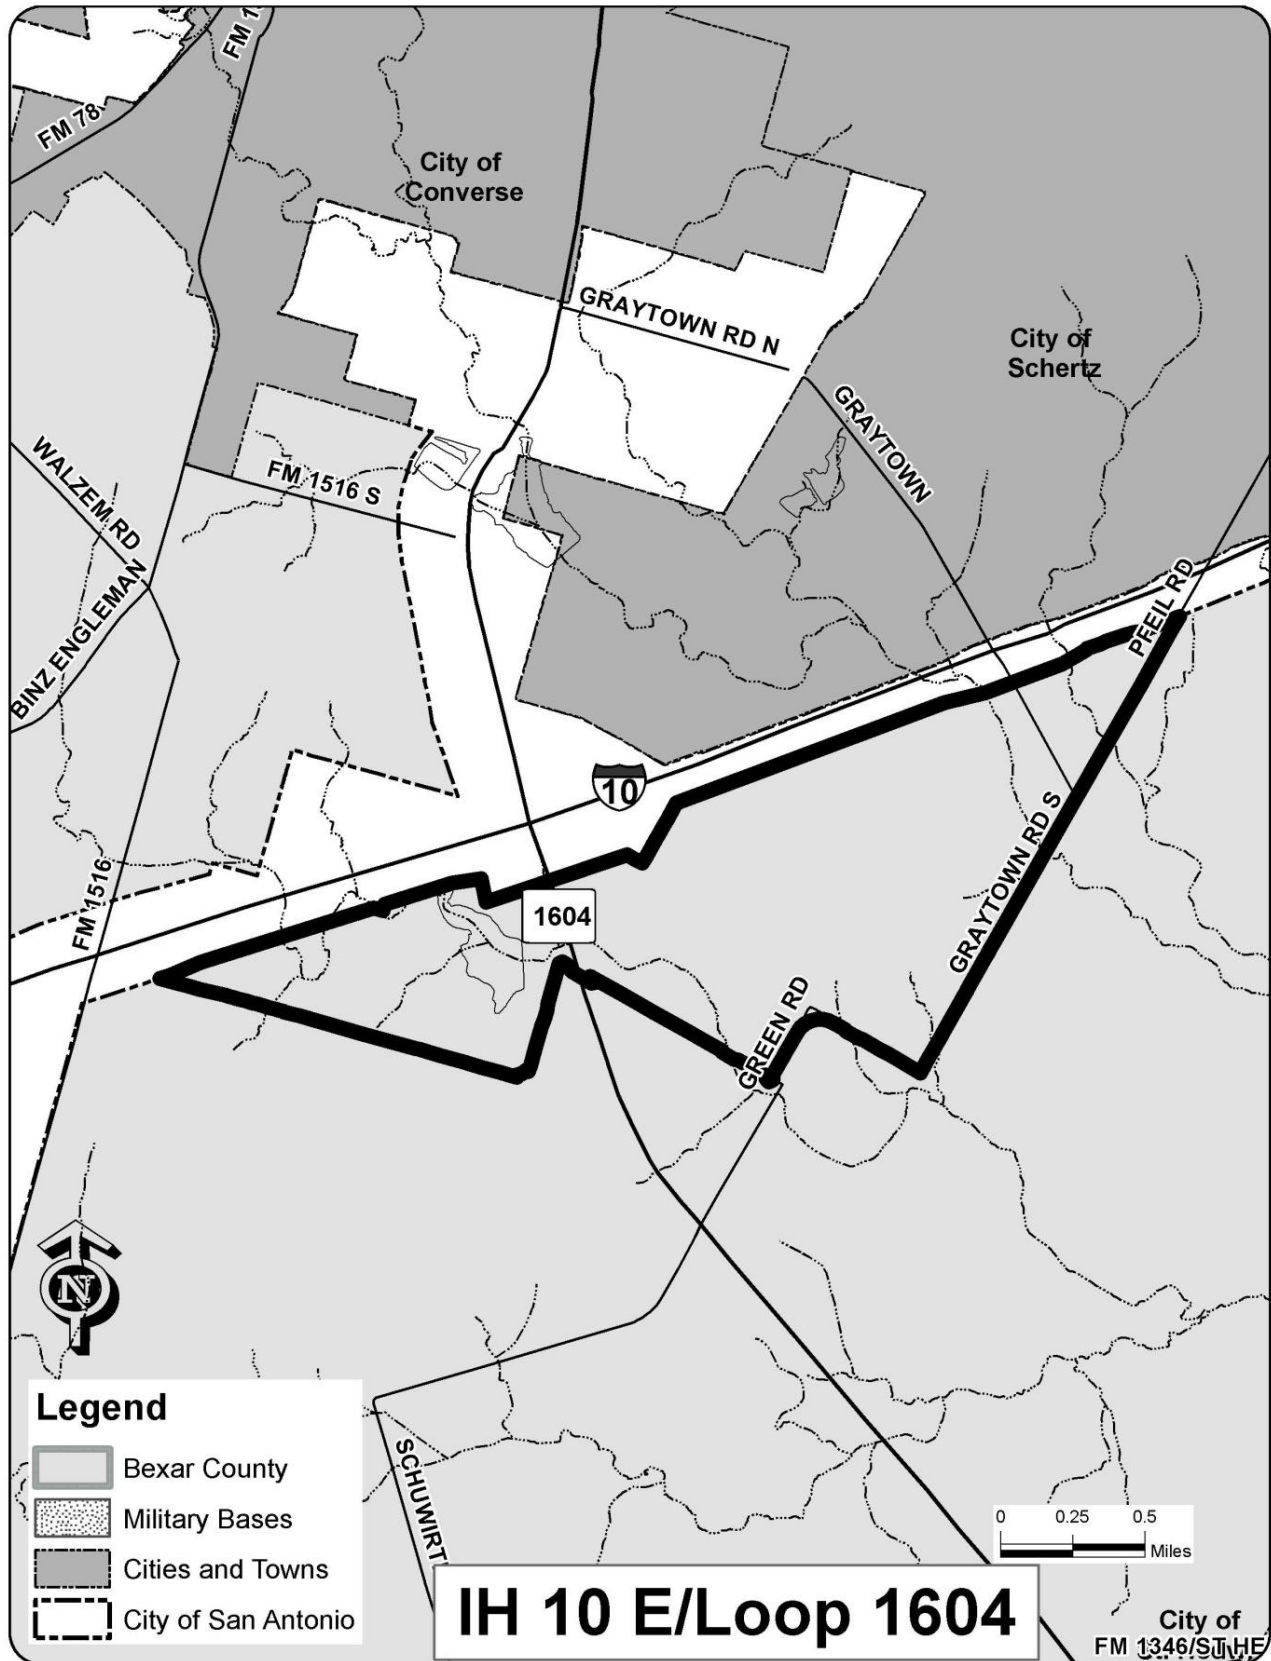 FM 1
FM 78
City of
Converse
GRAYTOWN RD N
City of
Schertz
GRAYTOWN
WALZEM RD
FM 1516 S
BINZ ENGLEMAN
PFEIL RD
10
FM 1516
1604
GRAYTOWN RD S
GREEN RD
N
Legend
Bexar County
Military Bases
Cities and Towns
City of San Antonio
SCHUWIRT
0 0.25 0.5
Miles
IH 10 E/Loop 1604
City of
FM 1346/ST HE